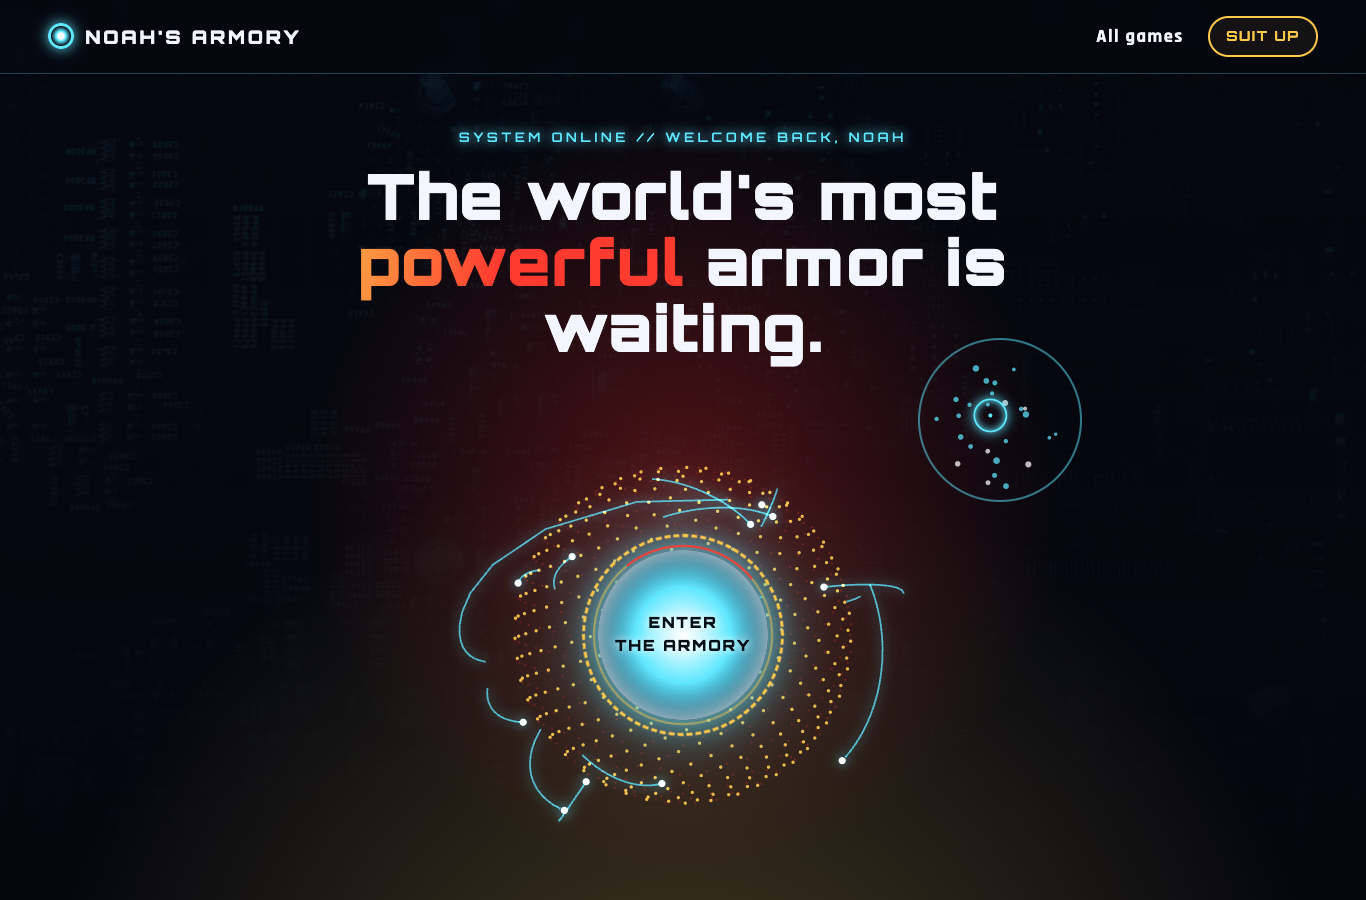 NOAH'S ARMORY
All games
SUIT UP
SYSTEM ONLINE // WELCOME BACK, NOAH
The world's most
powerful armor is
waiting.
ENTER
THE ARMORY